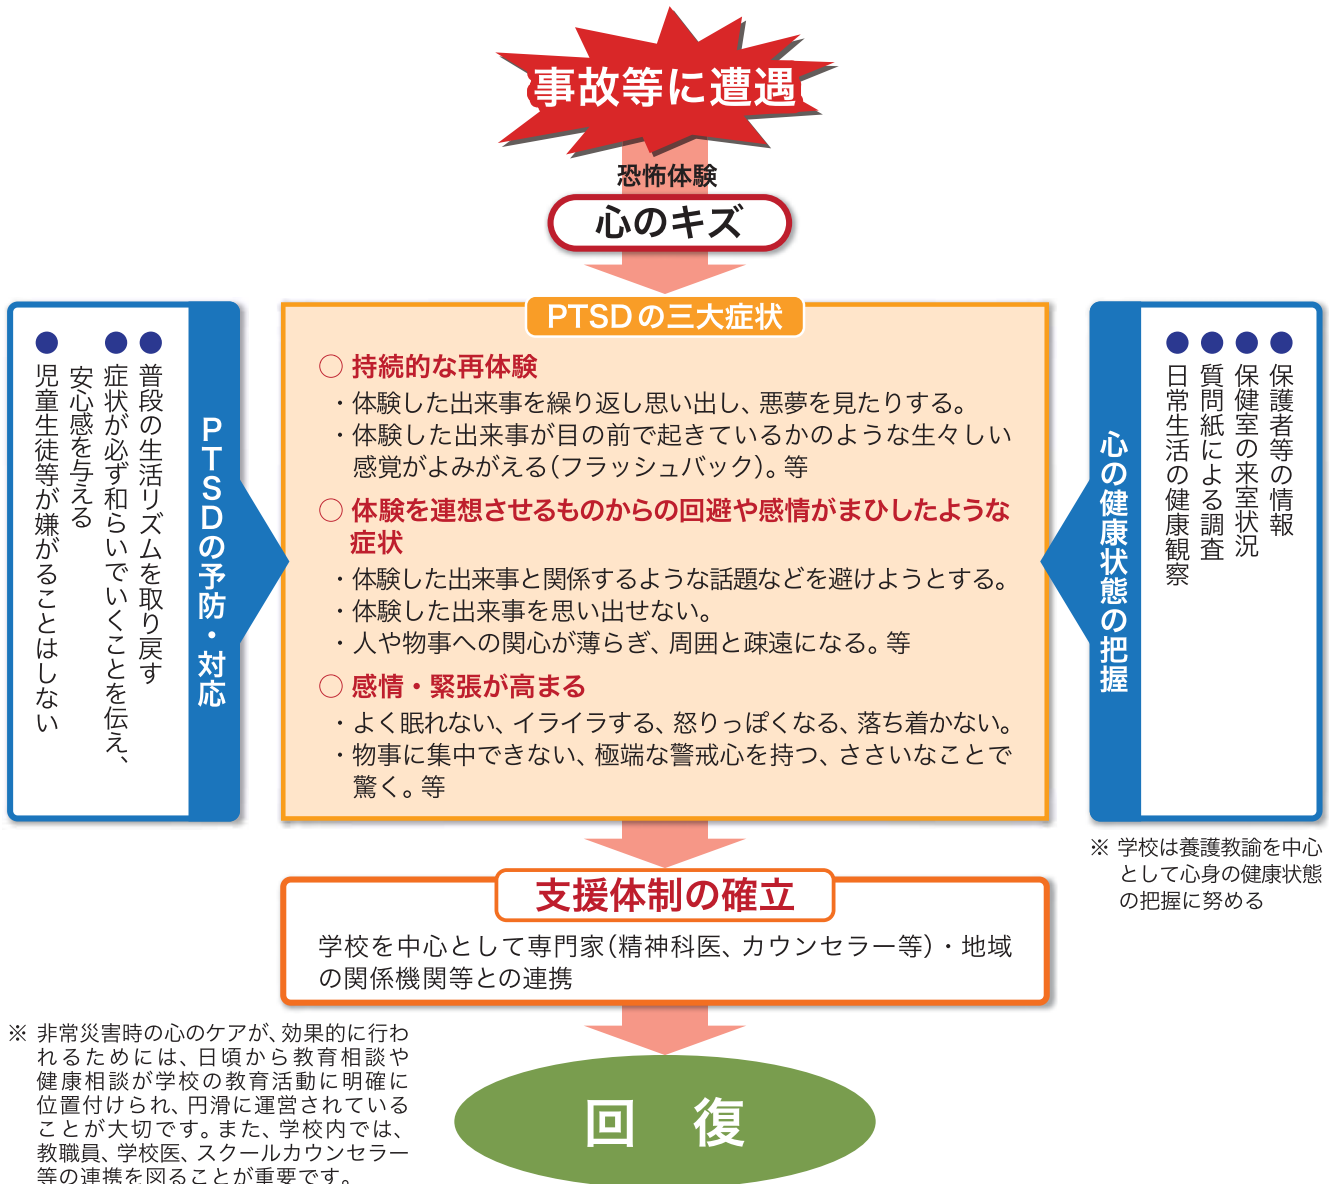 事故等に遭遇
恐怖体験
心のキズ
PTSDの三大症状
○ 持続的な再体験
・体験した出来事を繰り返し思い出し、悪夢を見たりする。
・体験した出来事が目の前で起きているかのような生々しい
感覚がよみがえる(フラッシュバック)。等
○ 体験を連想させるものからの回避や感情がまひしたような
症状
・体験した出来事と関係するような話題などを避けようとする。
・体験した出来事を思い出せない。
・人や物事への関心が薄らぎ、周囲と疎遠になる。等
○ 感情・緊張が高まる
・よく眠れない、イライラする、怒りっぽくなる、落ち着かない。
・物事に集中できない、極端な警戒心を持つ、ささいなことで
驚く。等
PTSDの予防・対応
●普段の生活リズムを取り戻す
●症状が必ず和らいでいくことを伝え、
安心感を与える
●児童生徒等が嫌がることはしない
心の健康状態の把握
●保護者等の情報
●保健室の来室状況
●質問紙による調査
●日常生活の健康観察
※ 学校は養護教諭を中心
として心身の健康状態
の把握に努める
支援体制の確立
学校を中心として専門家(精神科医、カウンセラー等)・地域
の関係機関等との連携
回 復
※ 非常災害時の心のケアが、効果的に行わ
れるためには、日頃から教育相談や
健康相談が学校の教育活動に明確に
位置付けられ、円滑に運営されている
ことが大切です。また、学校内では、
教職員、学校医、スクールカウンセラー
等の連携を図ることが重要です。